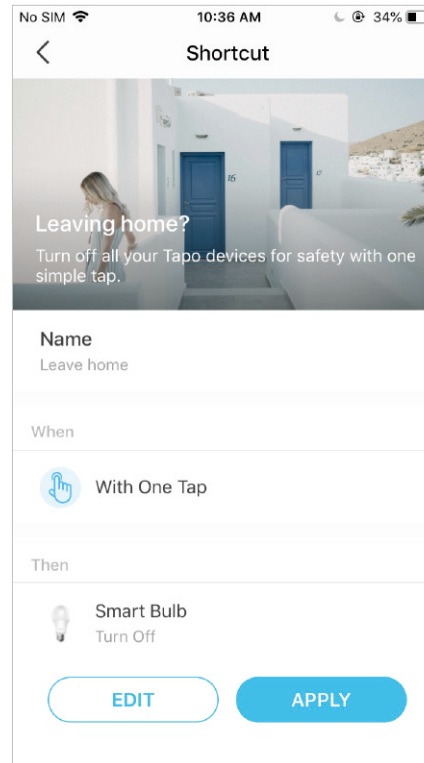 No SIM 10:36 AM 34%
Shortcut
16
Leaving home?
Turn off all your Tapo devices for safety with one
simple tap.
Name
Leave home
When
With One Tap
Then
Smart Bulb
Turn Off
EDIT APPLY